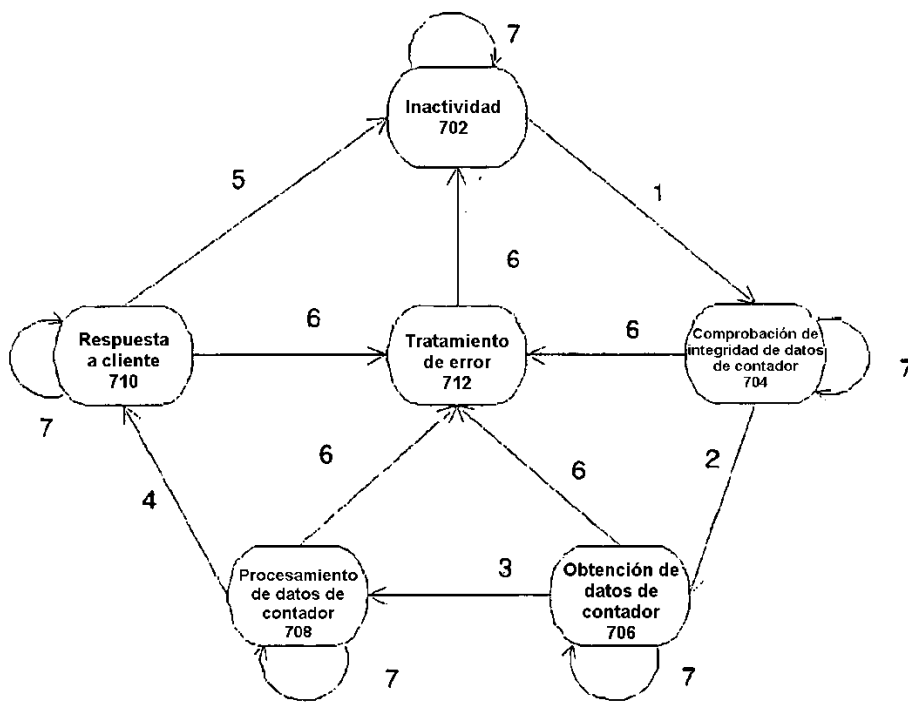 7
Inactividad
702
5
1
6
Respuesta
a cliente
710
6
Tratamiento
de error
712
6
Comprobación de
integridad de datos
de contador
704
7
7
6
6
2
4
Procesamiento
de datos de
contador
708
3
Obtención de
datos de
contador
706
7
7